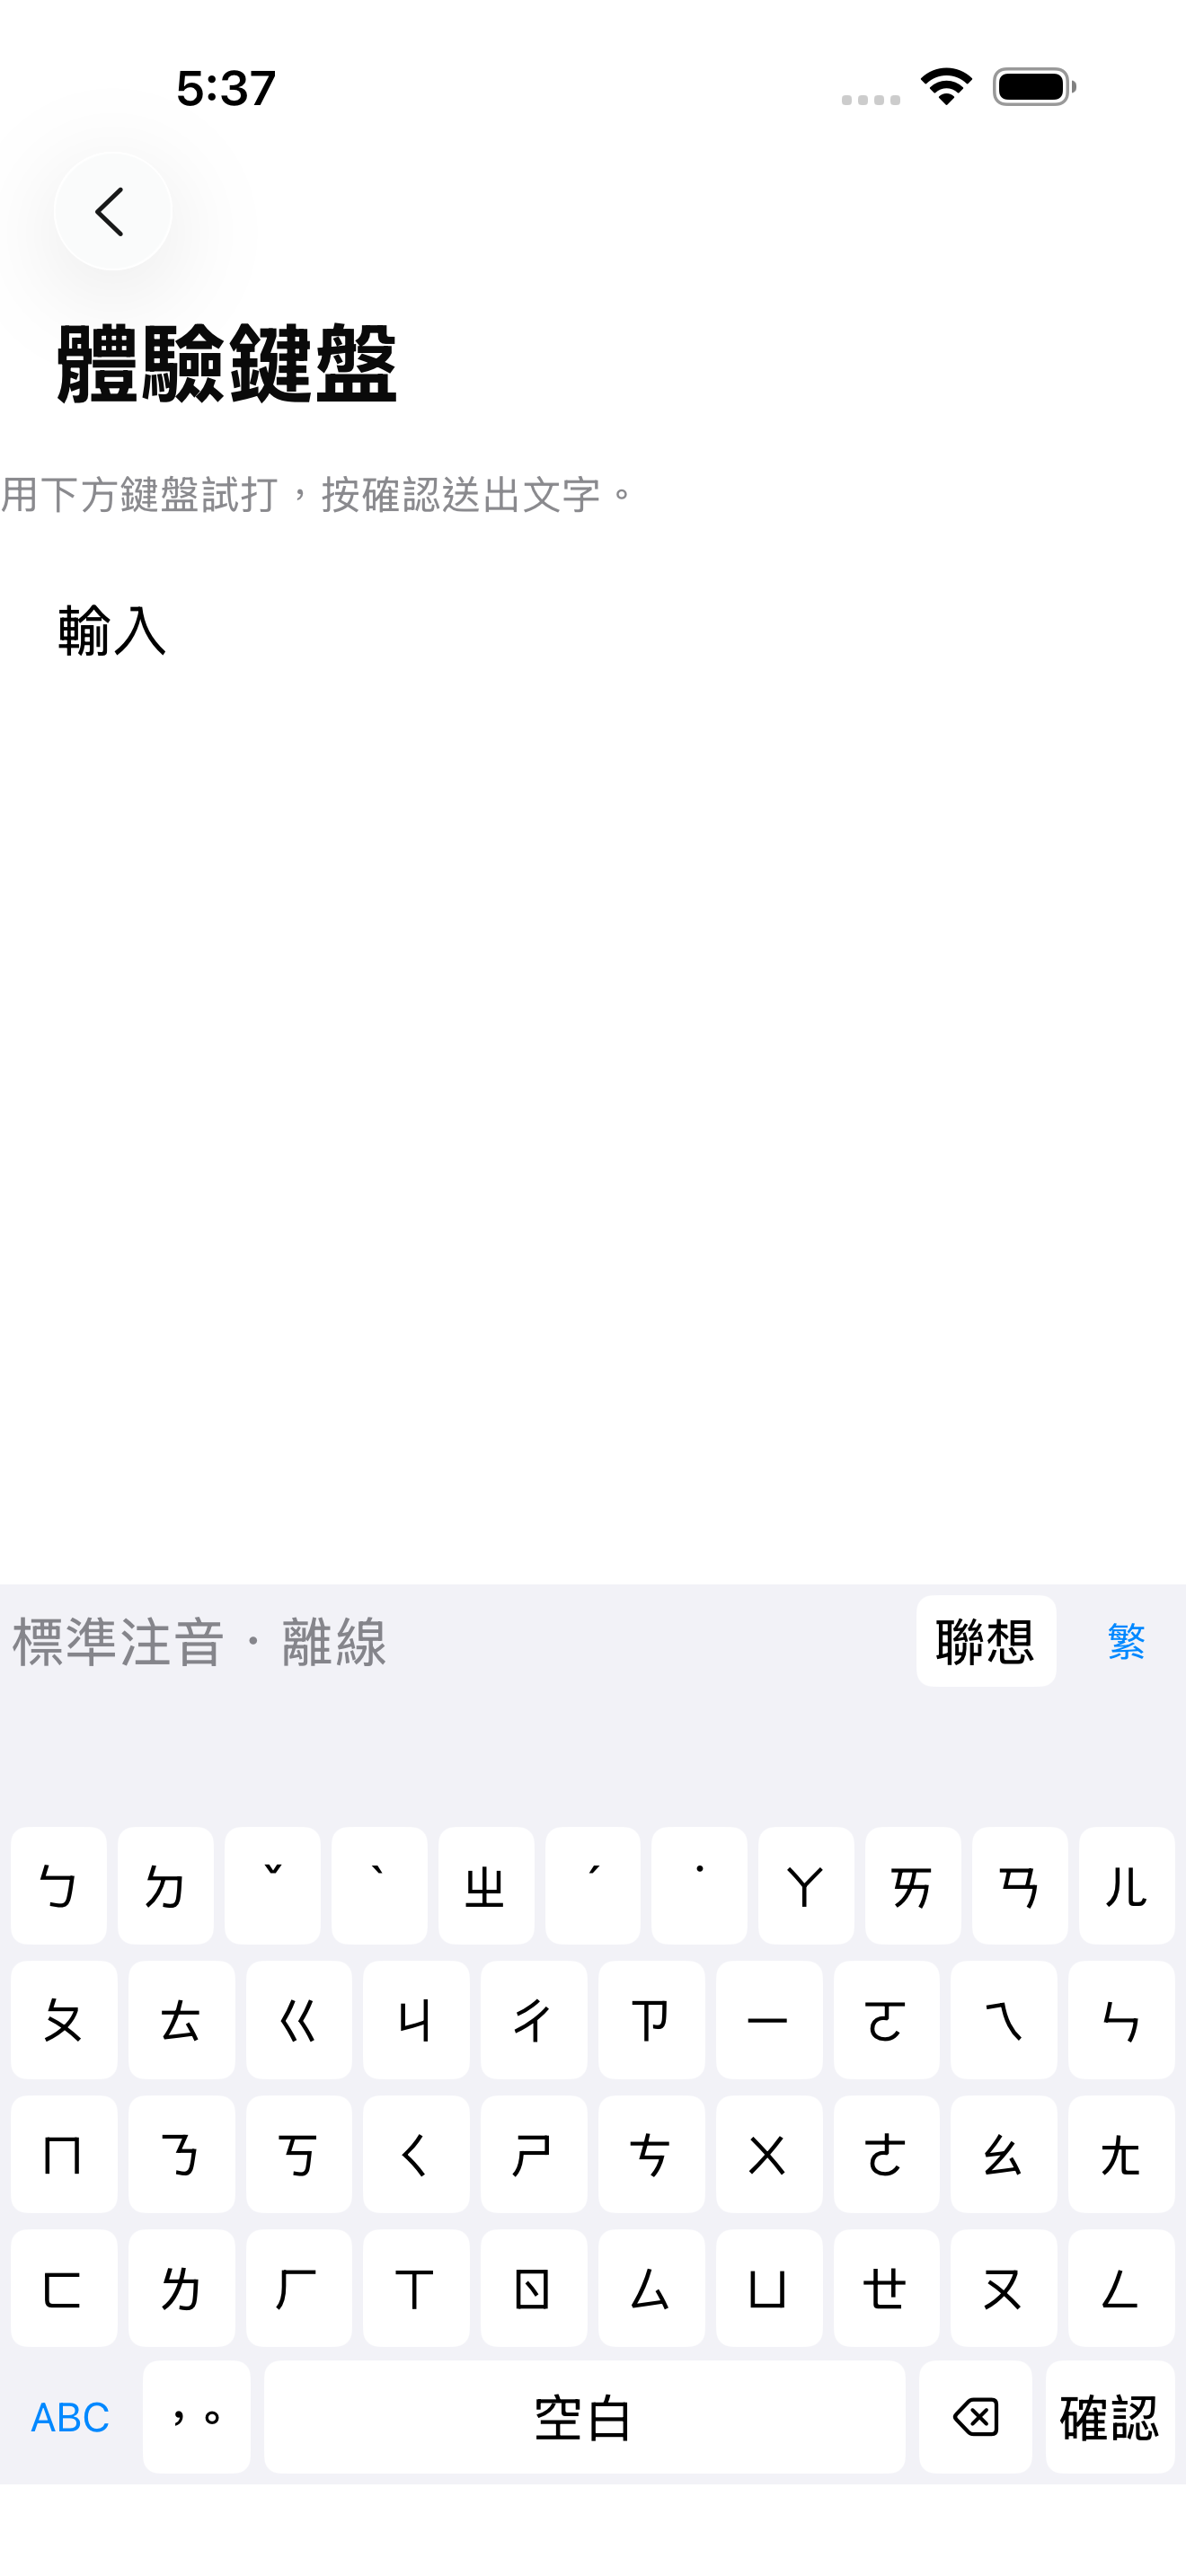 5:37
體驗鍵盤
用下方鍵盤試打，按確認送出文字。
輸入
標準注音・離線 聯想 繁
ㄅ ㄉ ˇ ˋ ㄓ ˊ ˙ ㄚ ㄞ ㄢ ㄦ
ㄆ ㄊ ㄍ ㄐ ㄔ ㄗ ㄧ ㄛ ㄟ ㄣ
ㄇ ㄋ ㄎ ㄑ ㄕ ㄘ ㄨ ㄜ ㄠ ㄤ
ㄈ ㄌ ㄏ ㄒ ㄖ ㄙ ㄩ ㄝ ㄡ ㄥ
ABC ，。 空白 確認